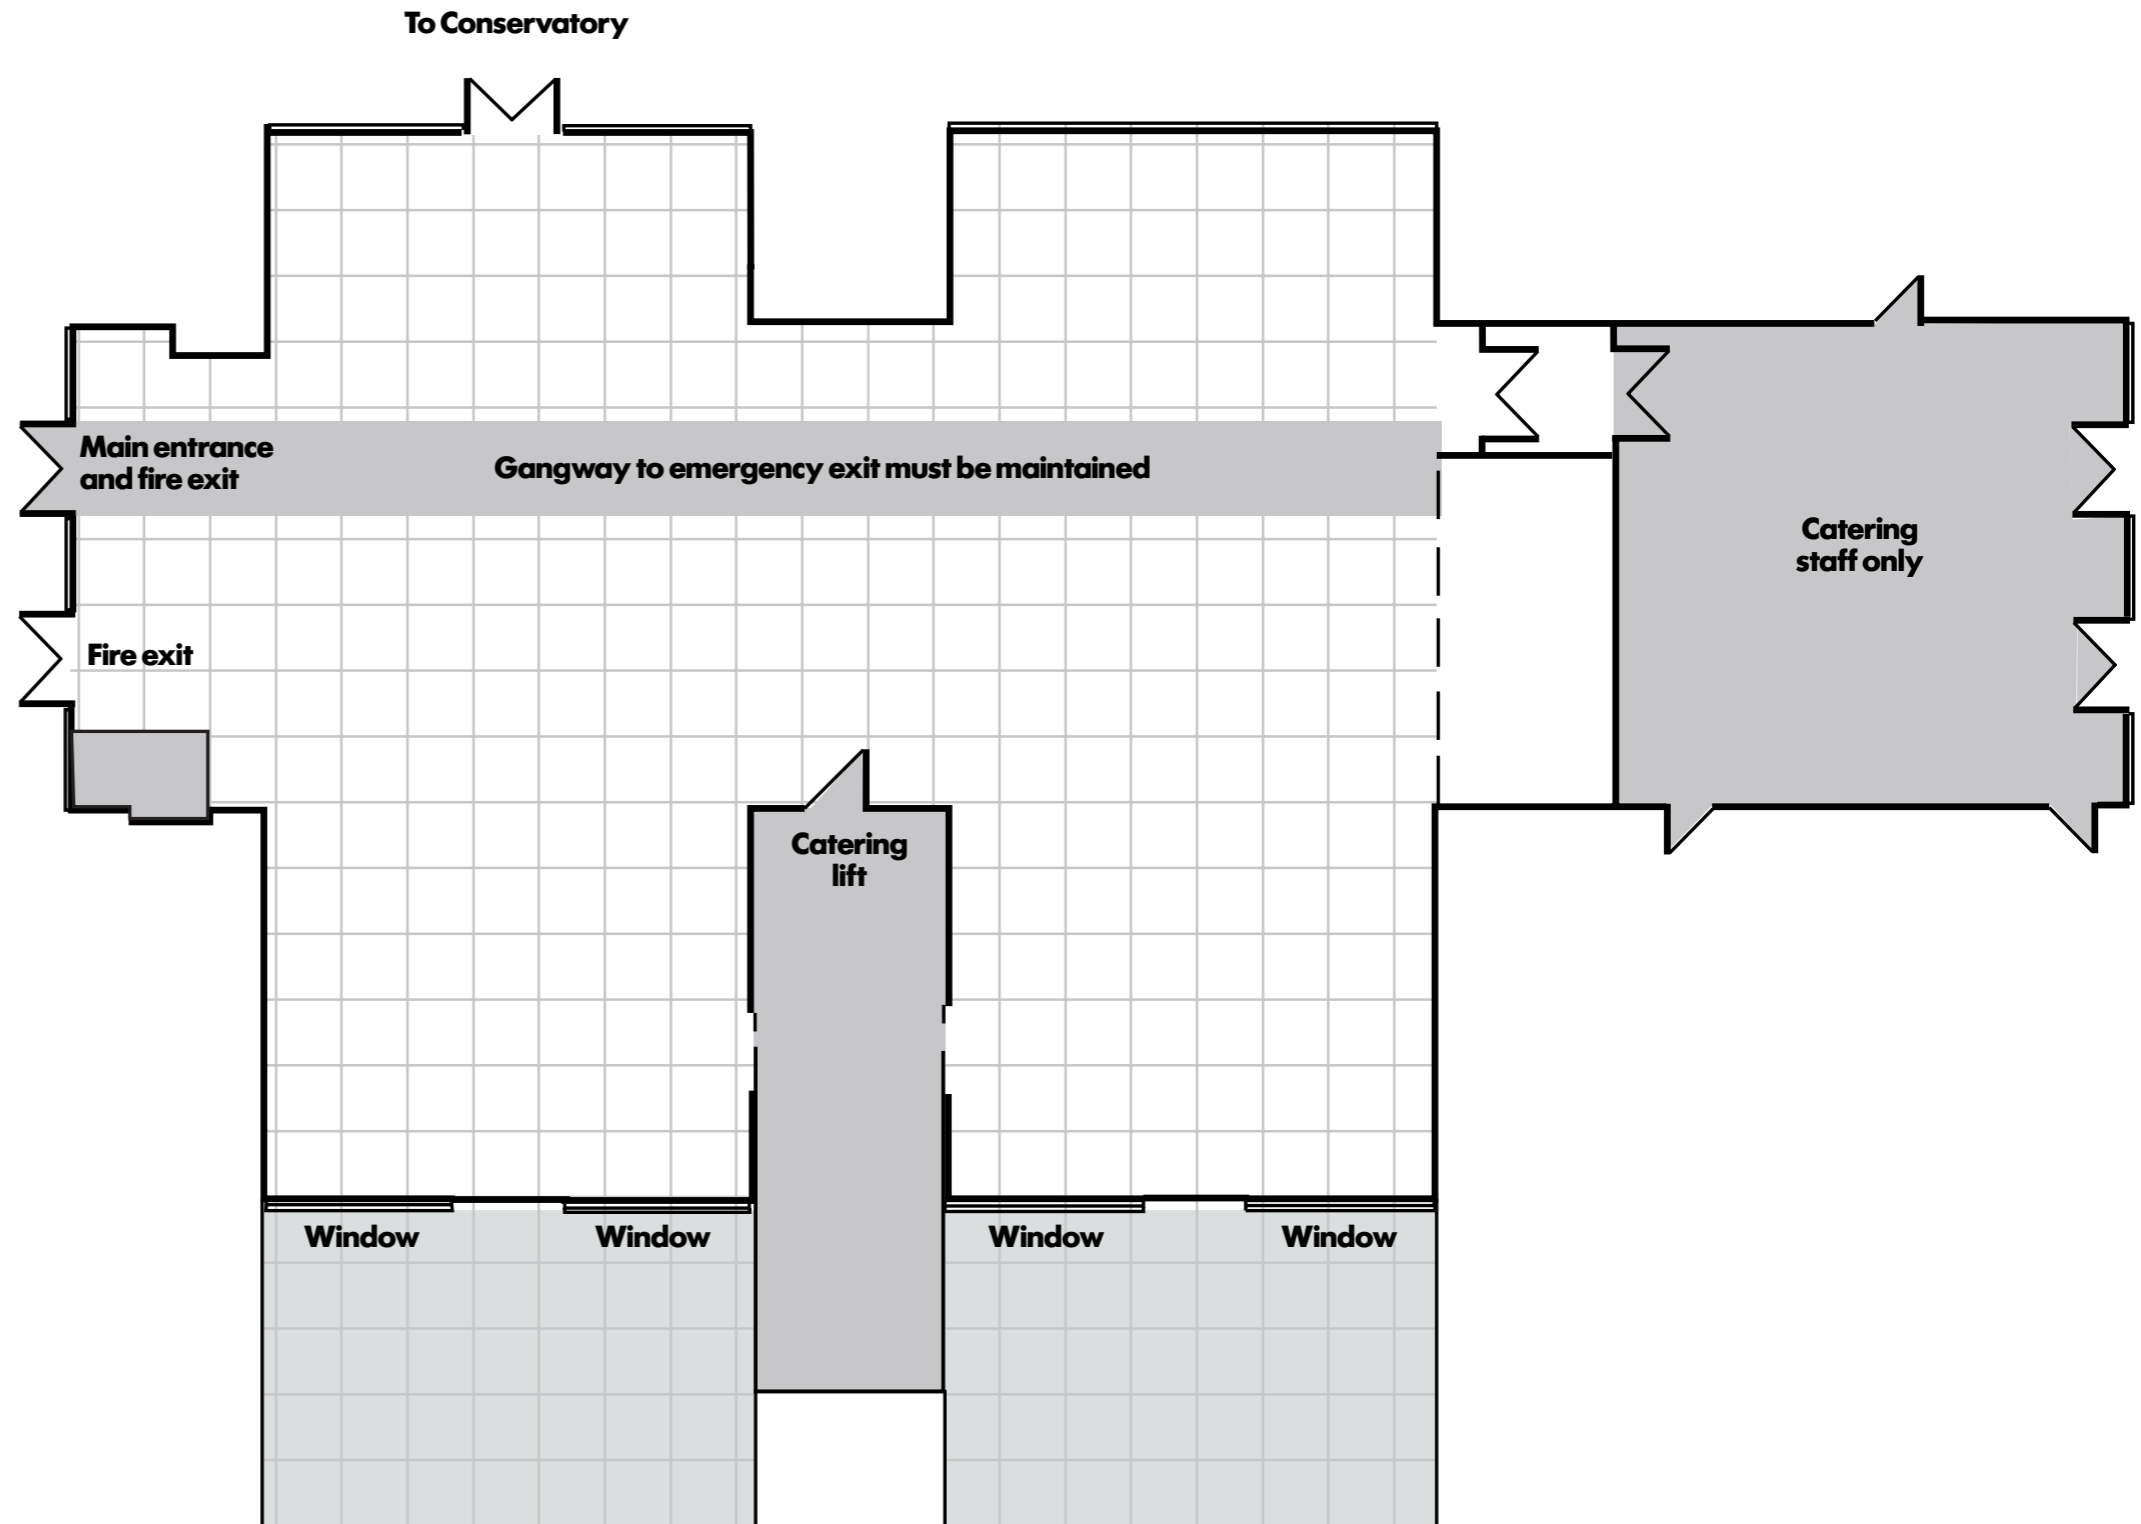 To Conservatory
Main entrance
and fire exit
Gangway to emergency exit must be maintained
Catering
staff only
Fire exit
Catering
lift
Window
Window
Window
Window